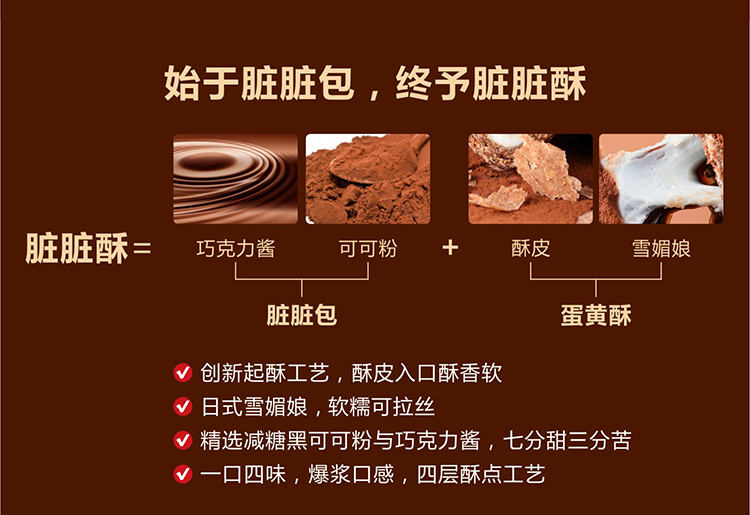 始于脏脏包，终予脏脏酥
脏脏酥= 巧克力酱 可可粉 + 酥皮 雪媚娘
脏脏包 蛋黄酥
创新起酥工艺，酥皮入口酥香软
日式雪媚娘，软糯可拉丝
精选减糖黑可可粉与巧克力酱，七分甜三分苦
一口四味，爆浆口感，四层酥点工艺